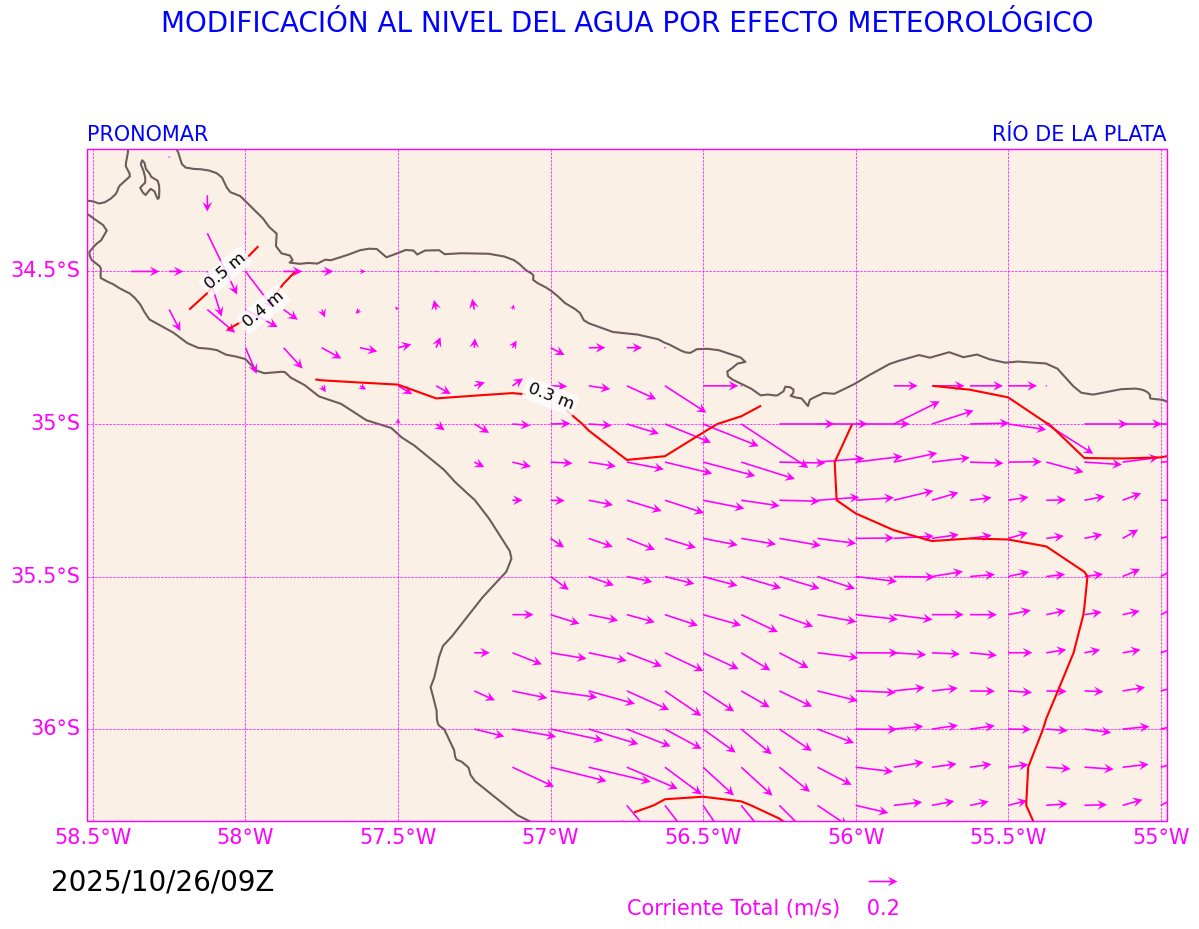 MODIFICACIÓN AL NIVEL DEL AGUA POR EFECTO METEOROLÓGICO
PRONOMAR
RÍO DE LA PLATA
0.5 m
34.5°S
0.4 m
0.3 m
35°S
35.5°S
36°S
58.5°W
58°W
57.5°W
57°W
56.5°W
56°W
55.5°W
55°W
2025/10/26/09Z
Corriente Total (m/s)
0.2